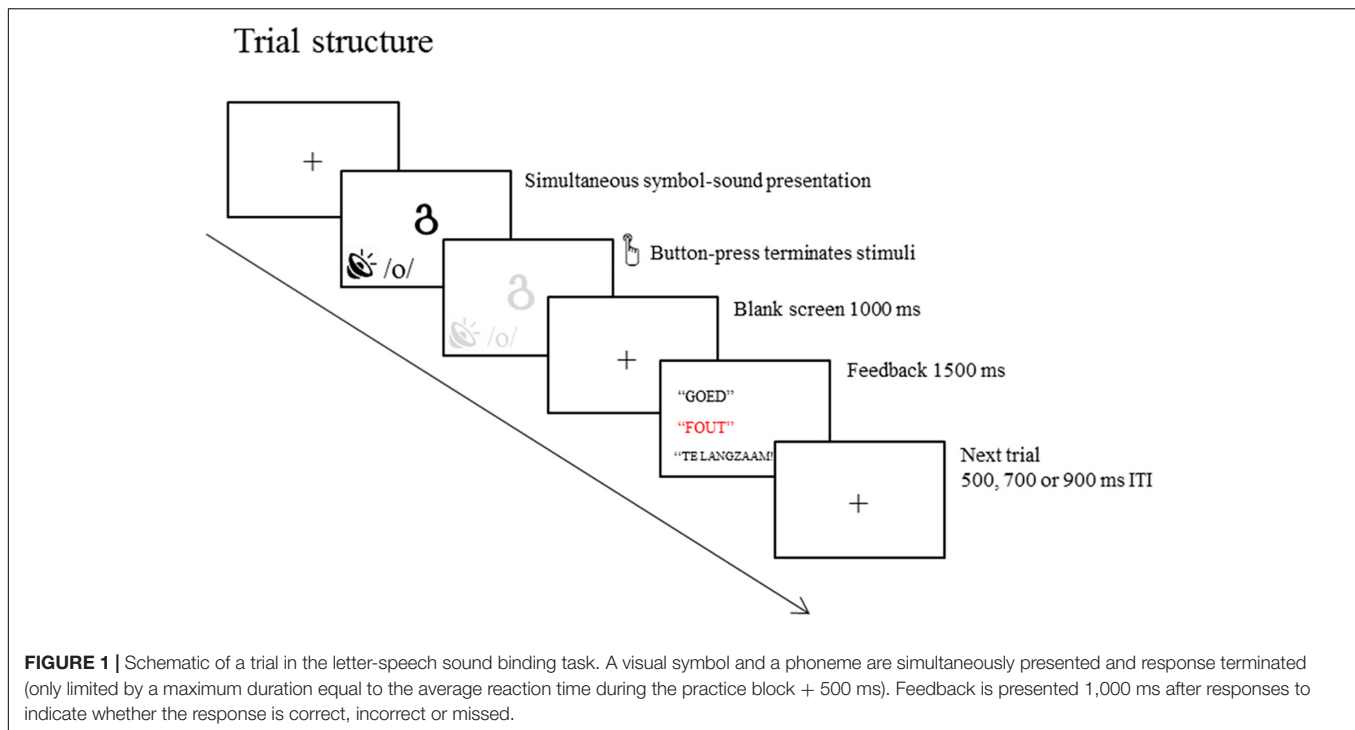 Trial structure
+
Simultaneous symbol-sound presentation
/o/
Button-press terminates stimuli
/o/
Blank screen 1000 ms
+
Feedback 1500 ms
“GOED”
“FOUT”
“TE LANGZAAM!
Next trial
500, 700 or 900 ms ITI
+
FIGURE 1 | Schematic of a trial in the letter-speech sound binding task. A visual symbol and a phoneme are simultaneously presented and response terminated
(only limited by a maximum duration equal to the average reaction time during the practice block + 500 ms). Feedback is presented 1,000 ms after responses to
indicate whether the response is correct, incorrect or missed.